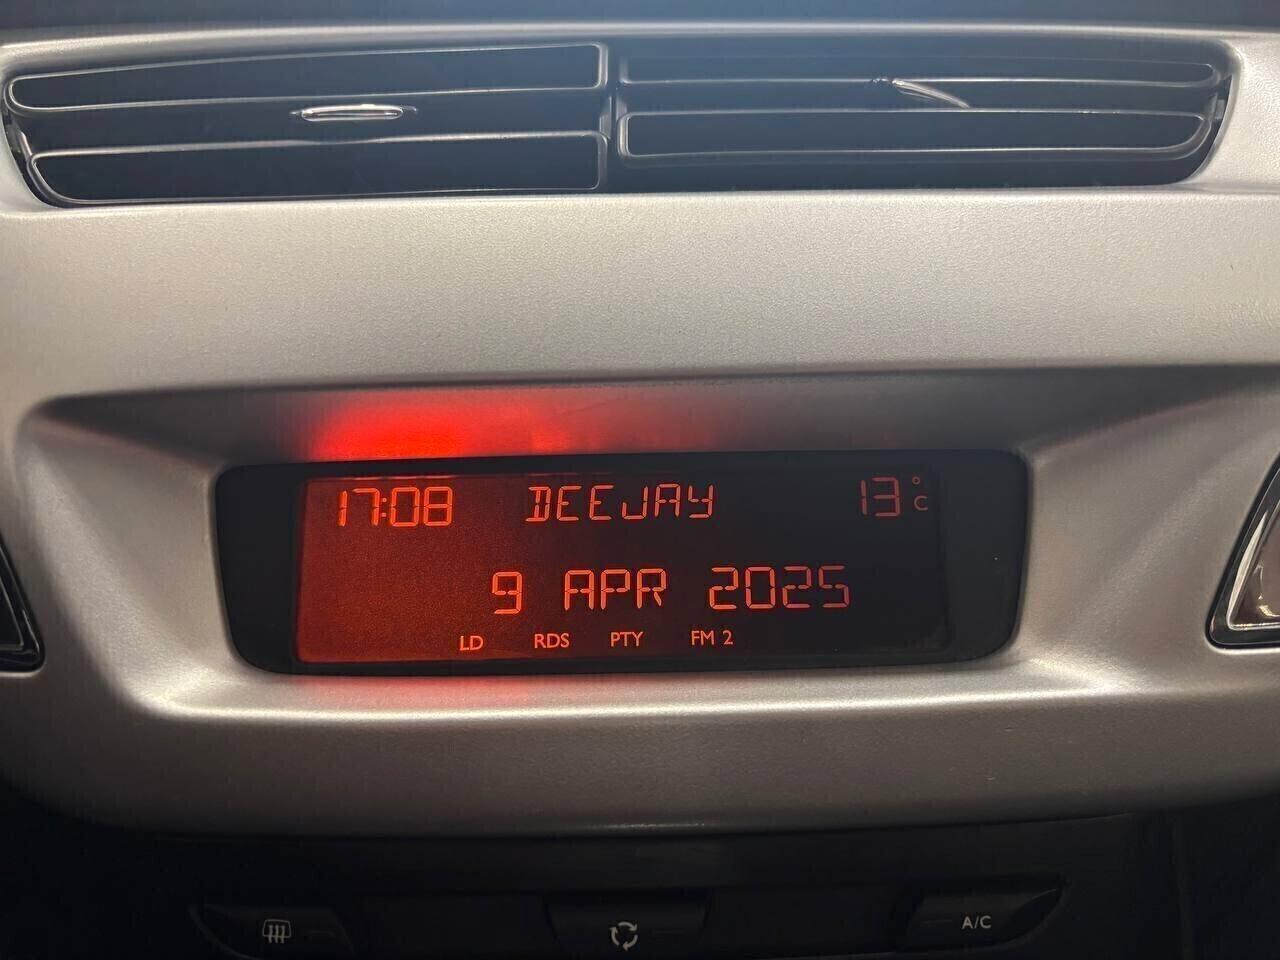 17:08 DEEJAY 13°C
9 APR 2025
LD RDS PTY FM 2
A/C